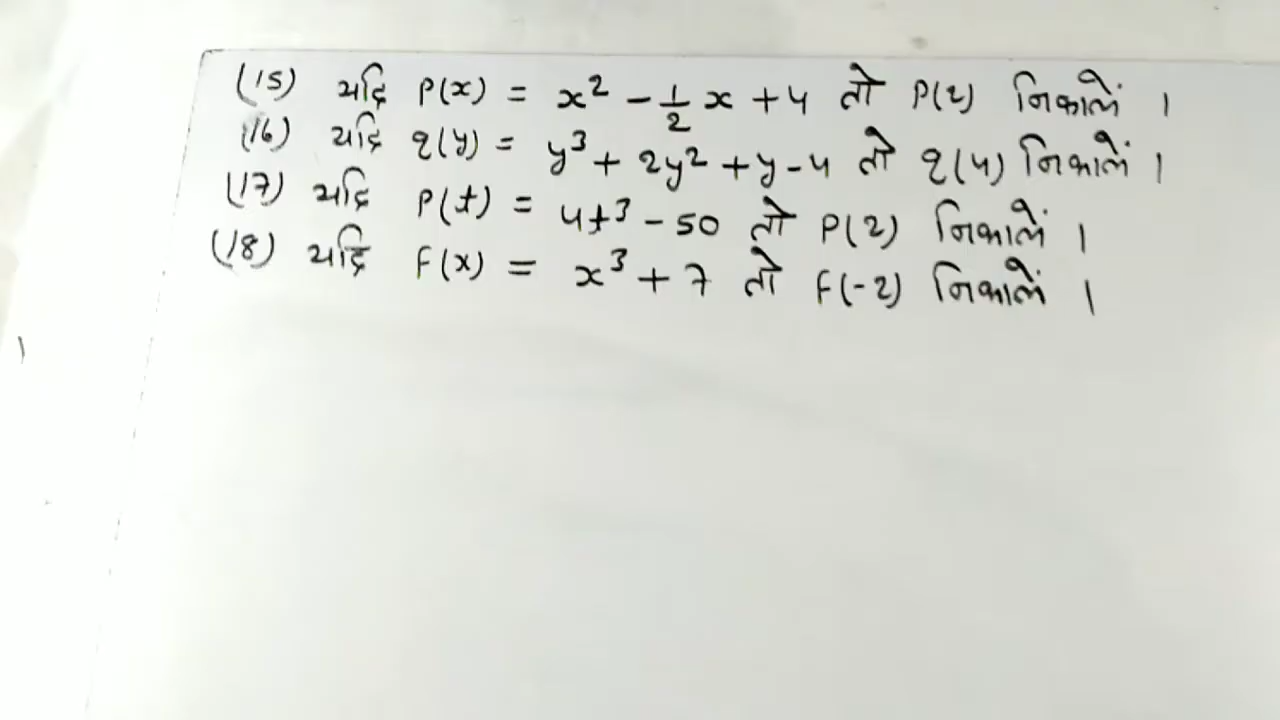 (15) यदि P(x) = x² - 1/2 x + 4 तो P(2) निकालें ।
(16) यदि q(y) = y³ + 2y² + y - 4 तो q(4) निकालें ।
(17) यदि P(t) = 4t³ - 50 तो P(2) निकालें ।
(18) यदि F(x) = x³ + 7 तो F(-2) निकालें ।